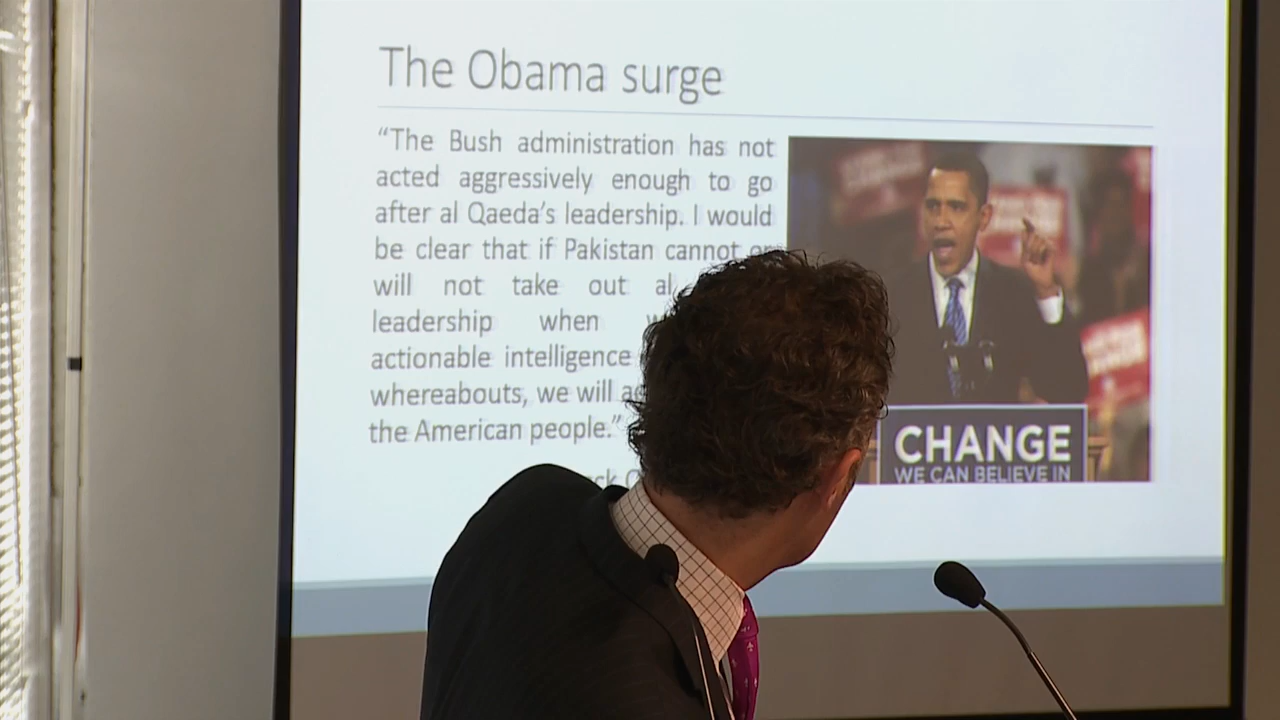 The Obama surge
“The Bush administration has not
acted aggressively enough to go
after al Qaeda’s leadership. I would
be clear that if Pakistan cannot or
will not take out al
leadership when
actionable intelligence
whereabouts, we will
the American people.”
CHANGE
WE CAN BELIEVE IN